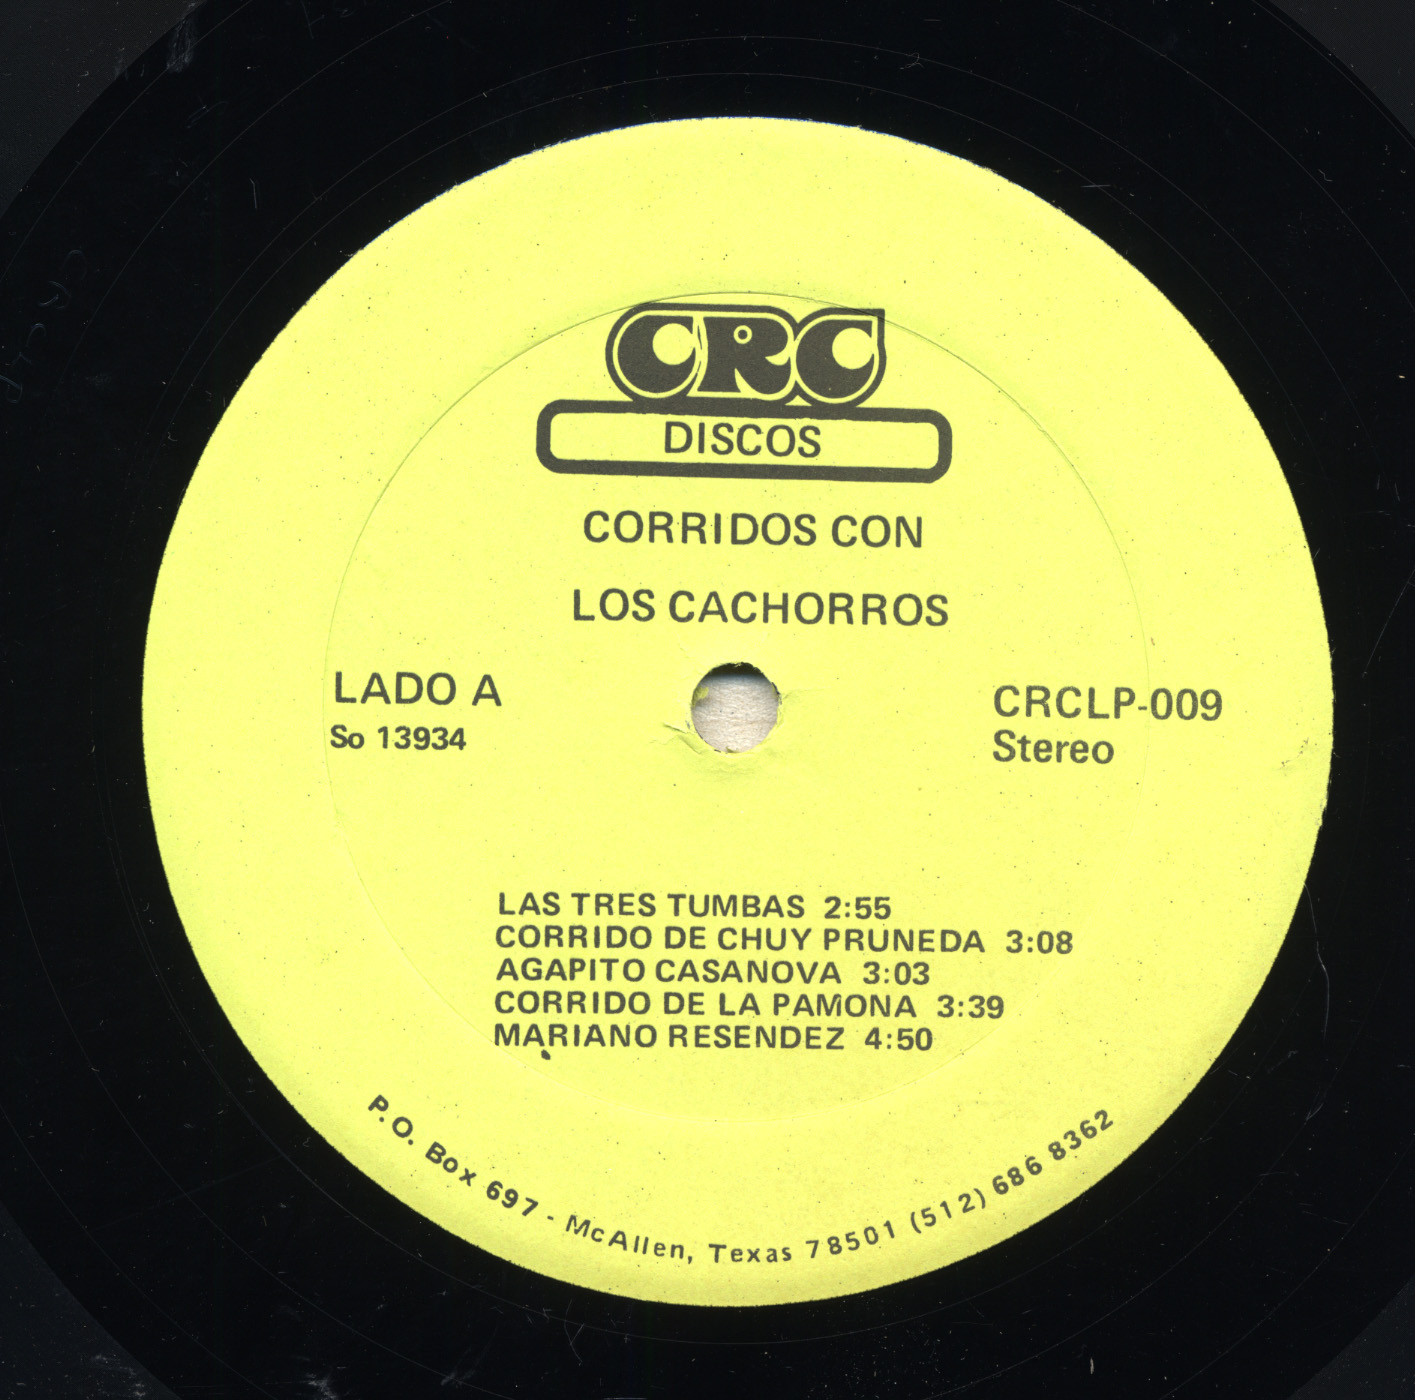 CRC
DISCOS
CORRIDOS CON
LOS CACHORROS
LADO A
So 13934
CRCLP-009
Stereo
LAS TRES TUMBAS 2:55
CORRIDO DE CHUY PRUNEDA 3:08
AGAPITO CASANOVA 3:03
CORRIDO DE LA PAMONA 3:39
MARIANO RESENDEZ 4:50
P.O. Box 697 - McAllen, Texas 78501 (512) 686 8362